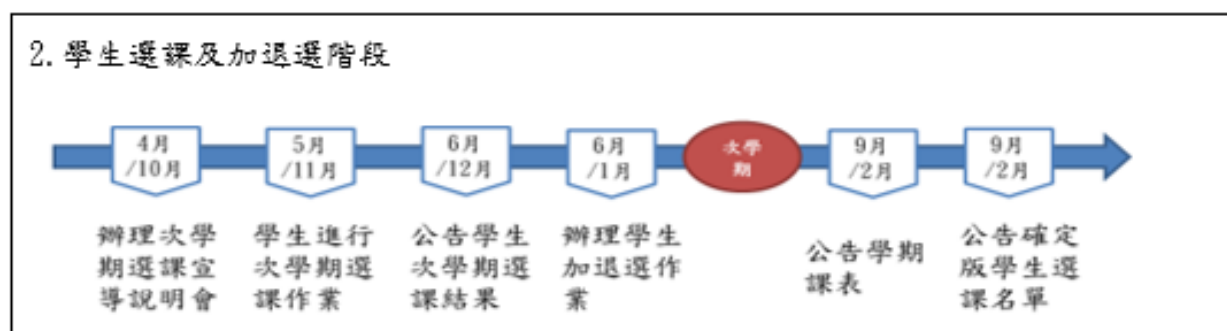 2.學生選課及加退選階段
4月
/10月
5月
/11月
6月
/12月
6月
/1月
次學
期
9月
/2月
9月
/2月
辦理次學
期選課宣
導說明會
學生進行
次學期選
課作業
公告學生
次學期選
課結果
辦理學生
加退選作
業
公告學期
課表
公告確定
版學生選
課名單